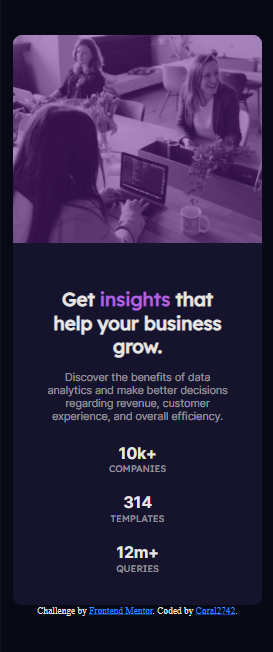 Get insights that
help your business
grow.
Discover the benefits of data
analytics and make better decisions
regarding revenue, customer
experience, and overall efficiency.
10k+
COMPANIES
314
TEMPLATES
12m+
QUERIES
Challenge by Frontend Mentor. Coded by Coral2742.